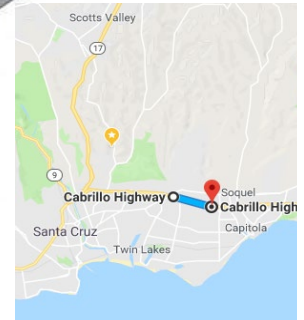 Scotts Valley
17
9
Cabrillo Highway
Soquel
Cabrillo High
Capitola
Santa Cruz
Twin Lakes